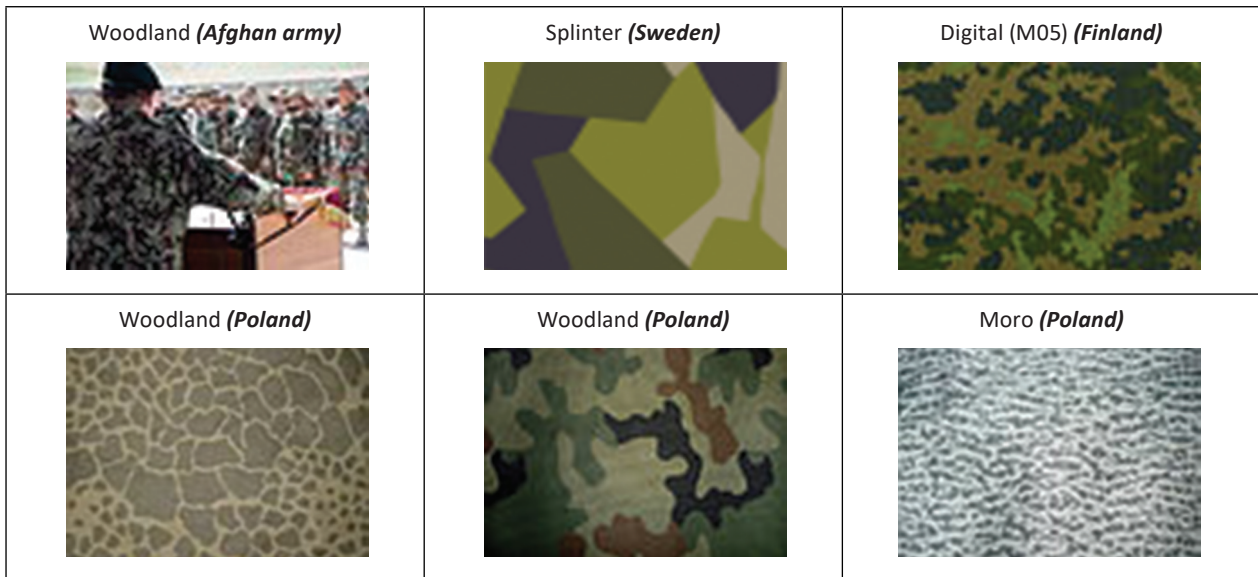 Woodland (Afghan army)
Splinter (Sweden)
Digital (M05) (Finland)
Woodland (Poland)
Woodland (Poland)
Moro (Poland)